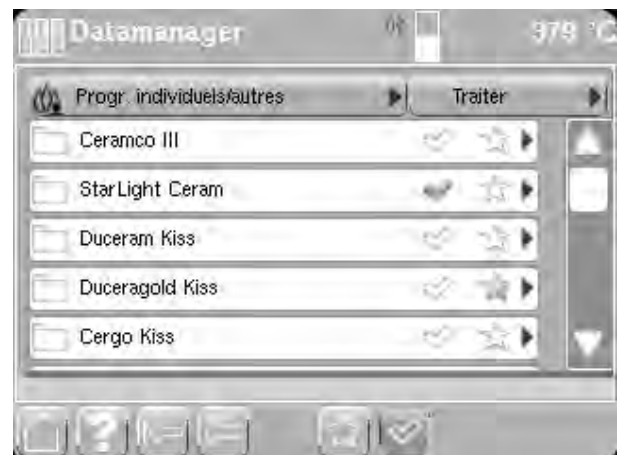 Datamanager
379 °C
Progr. individuels/autres
Traiter
Ceramco III
StarLight Ceram
Duceram Kiss
Duceragold Kiss
Cergo Kiss
?